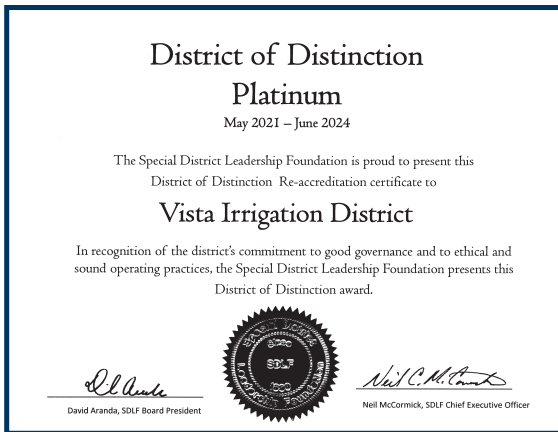 District of Distinction
Platinum
May 2021 – June 2024
The Special District Leadership Foundation is proud to present this
District of Distinction Re-accreditation certificate to
Vista Irrigation District
In recognition of the district's commitment to good governance and to ethical and
sound operating practices, the Special District Leadership Foundation presents this
District of Distinction award.
SDLF
David Aranda, SDLF Board President
Neil C. McCormick
Neil McCormick, SDLF Chief Executive Officer